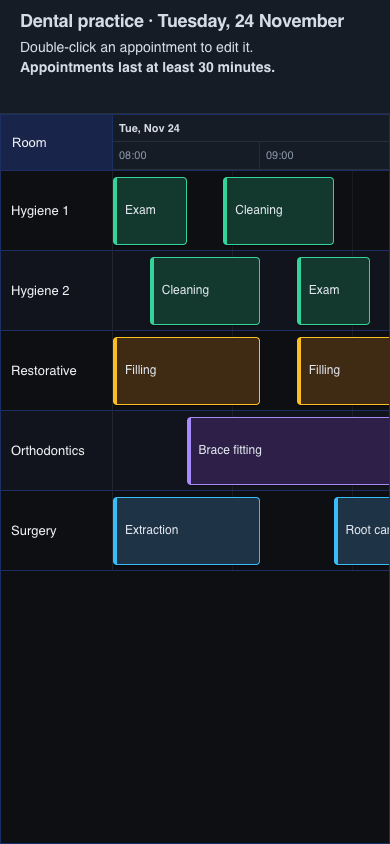 Dental practice · Tuesday, 24 November
Double-click an appointment to edit it.
Appointments last at least 30 minutes.
Room
Tue, Nov 24
08:00
09:00
Hygiene 1
Exam
Cleaning
Hygiene 2
Cleaning
Exam
Restorative
Filling
Filling
Orthodontics
Brace fitting
Surgery
Extraction
Root